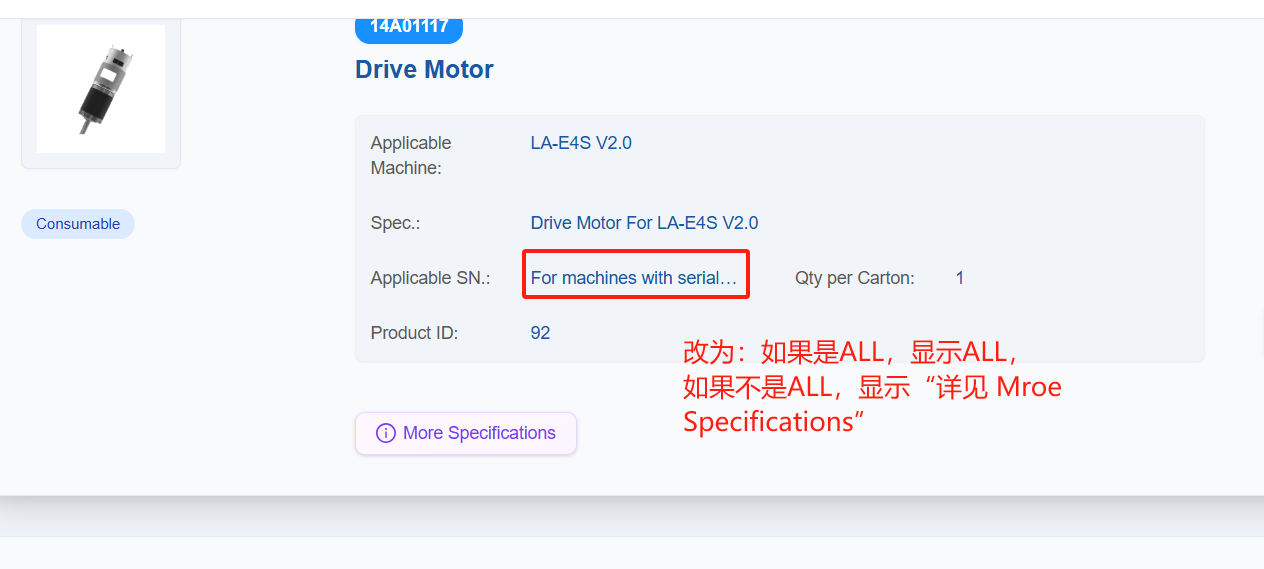 14A01117
Drive Motor
Applicable
Machine:
LA-E4S V2.0
Consumable
Spec.:
Drive Motor For LA-E4S V2.0
Applicable SN.:
For machines with serial…
Qty per Carton:
1
Product ID:
92
改为：如果是ALL，显示ALL，
如果不是ALL，显示“详见 Mroe
Specifications”
More Specifications